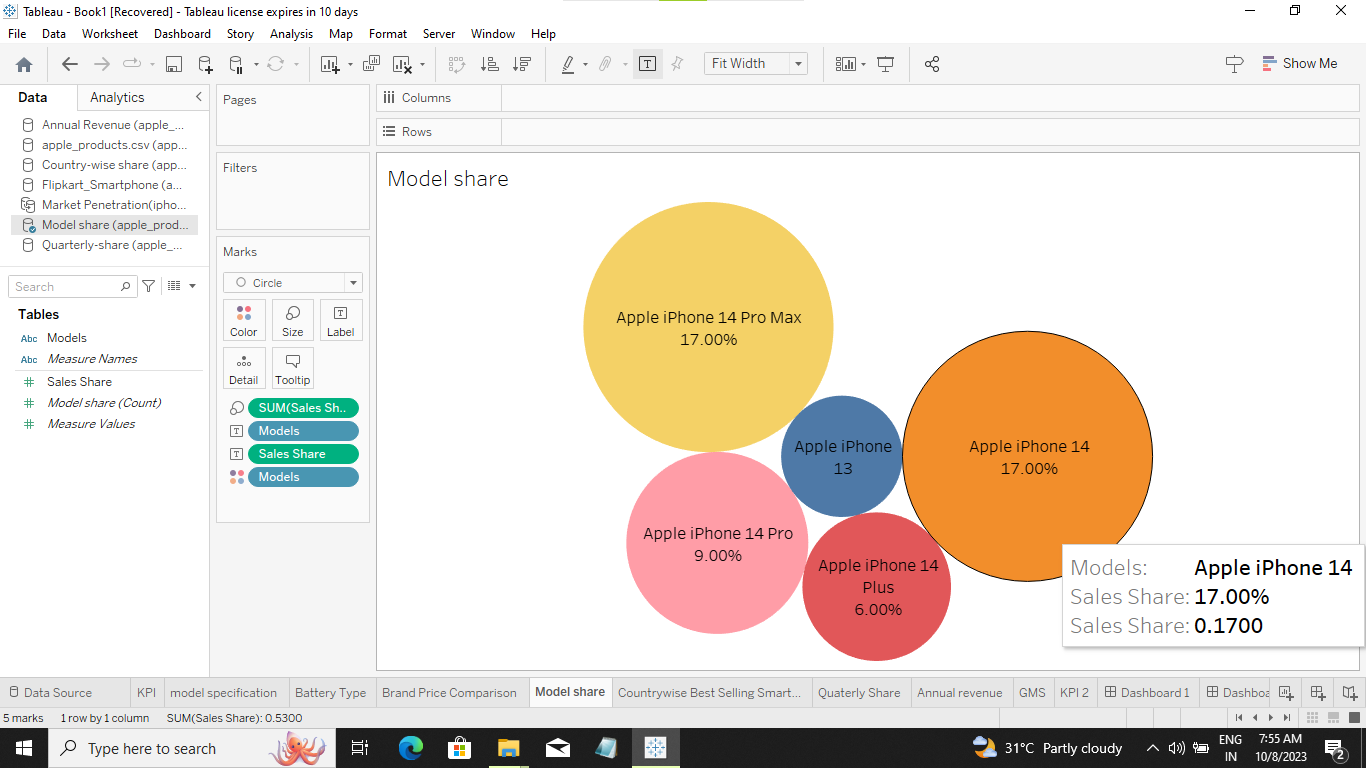 Tableau - Book1 [Recovered] - Tableau license expires in 10 days
File Data Worksheet Dashboard Story Analysis Map Format Server Window Help
Fit Width
Show Me
Data Analytics
Annual Revenue (apple_...
apple_products.csv (app...
Country-wise share (app...
Flipkart_Smartphone (a...
Market Penetration(ipho...
Model share (apple_prod...
Quarterly-share (apple_...
Search
Tables
Abc Models
Abc Measure Names
Sales Share
Model share (Count)
Measure Values
Pages
Filters
Marks
Circle
Color Size Label
Detail Tooltip
SUM(Sales Sh..
Models
Sales Share
Models
Columns
Rows
Model share
Apple iPhone 14 Pro Max
17.00%
Apple iPhone
13
Apple iPhone 14
17.00%
Apple iPhone 14 Pro
9.00%
Apple iPhone 14
Plus
6.00%
Models: Apple iPhone 14
Sales Share: 17.00%
Sales Share: 0.1700
Data Source KPI model specification Battery Type Brand Price Comparison Model share Countrywise Best Selling Smart... Quaterly Share Annual revenue GMS KPI 2 Dashboard 1 Dashboa
5 marks 1 row by 1 column SUM(Sales Share): 0.5300
Type here to search
31°C Partly cloudy
ENG
IN
7:55 AM
10/8/2023
2